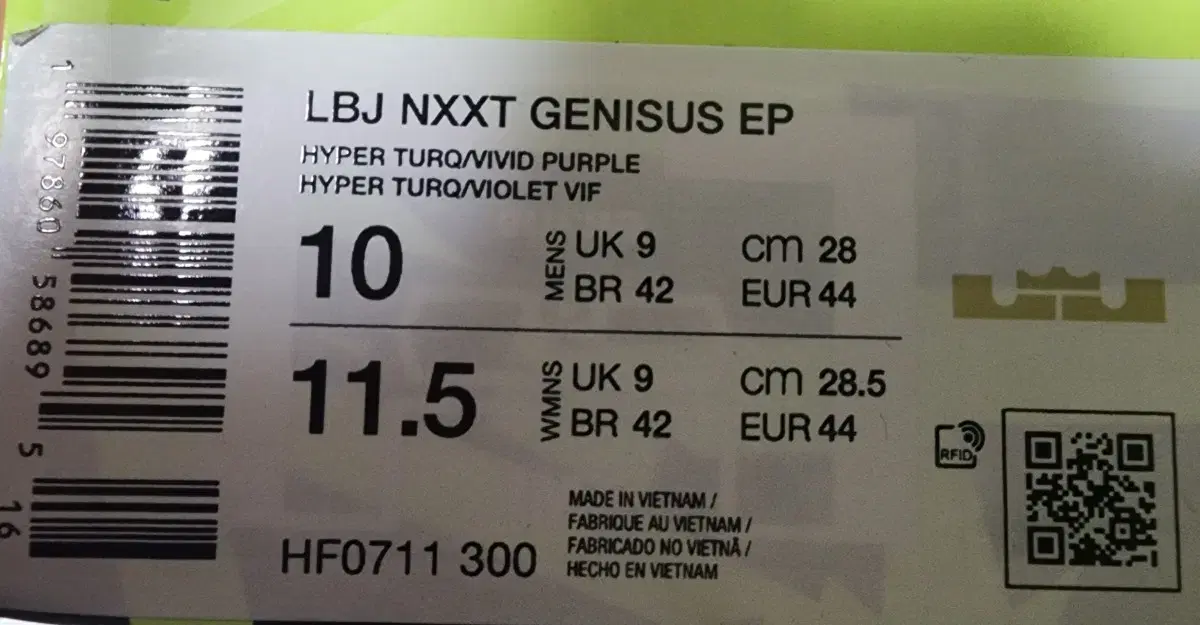 LBJ NXXT GENISUS EP
HYPER TURQ/VIVID PURPLE
HYPER TURQ/VIOLET VIF
10
MENS
UK 9
CM 28
BR 42
EUR 44
11.5
WMNS
UK 9
CM 28.5
BR 42
EUR 44
HF0711 300
MADE IN VIETNAM /
FABRIQUE AU VIETNAM /
FABRICADO NO VIETNÃ /
HECHO EN VIETNAM
RFID
1 97860 58689 5 16